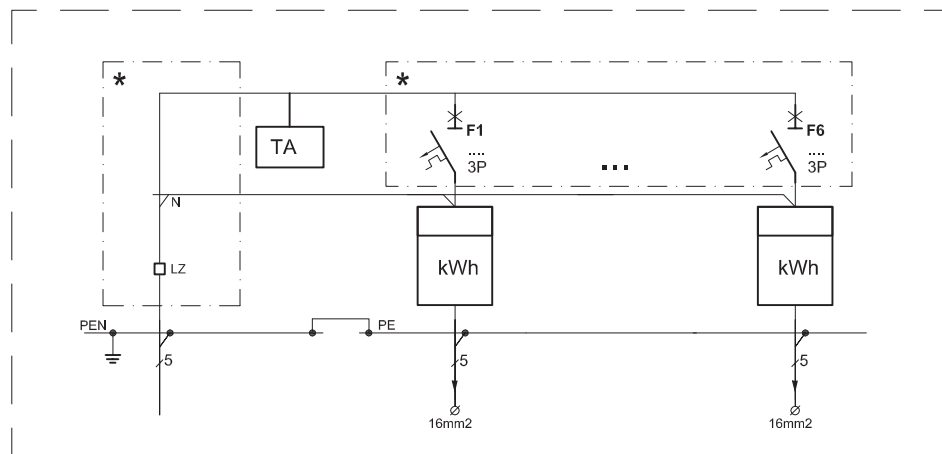 * *
F1 F6
TA .... ....
3P ... 3P
N
kWh kWh
LZ
PEN PE
5 5 5
16mm2 16mm2